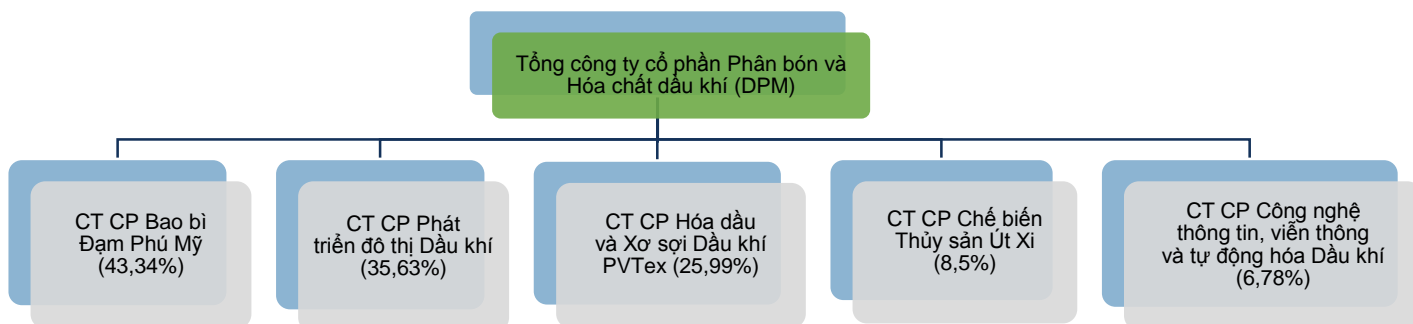 Tổng công ty cổ phần Phân bón và
Hóa chất dầu khí (DPM)
CT CP Bao bì
Đạm Phú Mỹ
(43,34%)
CT CP Phát
triển đô thị Dầu khí
(35,63%)
CT CP Hóa dầu
và Xơ sợi Dầu khí
PVTex (25,99%)
CT CP Chế biến
Thủy sản Út Xi
(8,5%)
CT CP Công nghệ
thông tin, viễn thông
và tự động hóa Dầu khí
(6,78%)